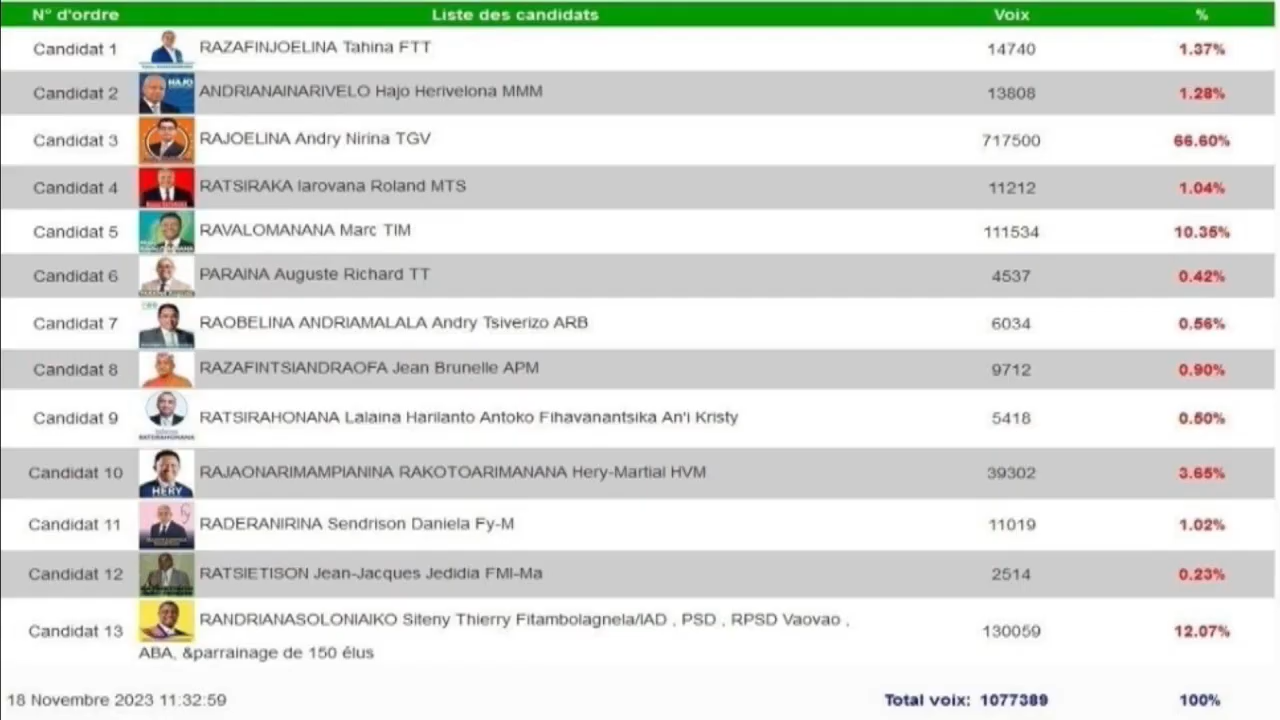 N° d'ordre Liste des candidats Voix %
Candidat 1 RAZAFINJOELINA Tahina FTT 14740 1.37%
HAJO
Candidat 2 ANDRIANAINARIVELO Hajo Herivelona MMM 13808 1.28%
Candidat 3 RAJOELINA Andry Nirina TGV 717500 66.60%
Candidat 4 RATSIRAKA Iarovana Roland MTS 11212 1.04%
Candidat 5 RAVALOMANANA Marc TIM 111534 10.35%
Candidat 6 PARAINA Auguste Richard TT 4537 0.42%
Candidat 7 RAOBELINA ANDRIAMALALA Andry Tsiverizo ARB 6034 0.56%
Candidat 8 RAZAFINTSIANDRAOFA Jean Brunelle APM 9712 0.90%
Candidat 9 RATSIRAHONANA Lalaina Harilanto Antoko Fihavanantsika An'i Kristy 5418 0.50%
RATSIRAHONANA
Candidat 10 RAJAONARIMAMPIANINA RAKOTOARIMANANA Hery-Martial HVM 39302 3.65%
HERY
Candidat 11 RADERANIRINA Sendrison Daniela Fy-M 11019 1.02%
Candidat 12 RATSIETISON Jean-Jacques Jedidia FMI-Ma 2514 0.23%
Candidat 13 RANDRIANASOLONIAIKO Siteny Thierry Fitambolagnela/IAD , PSD , RPSD Vaovao , 130059 12.07%
ABA, &parrainage de 150 élus
18 Novembre 2023 11:32:59 Total voix: 1077389 100%